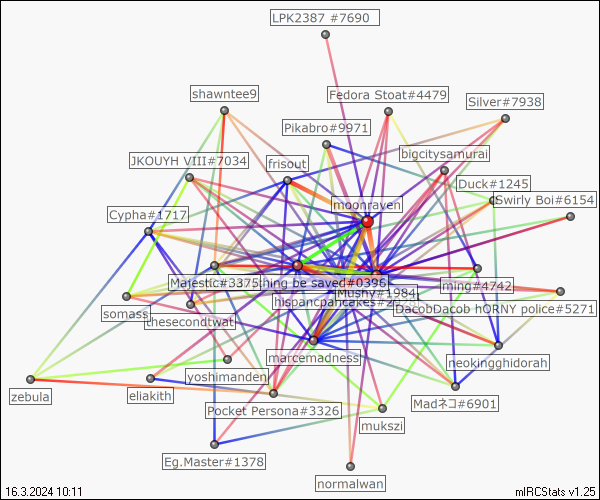 LPK2387 #7690
shawntee9
Fedora Stoat#4479
Silver#7938
Pikabro#9971
JKOUYH VIII#7034
frisout
bigcitysamurai
Duck#1245
Swirly Boi#6154
moonraven
Cypha#1717
Majestic#3375
thing be saved#0396
ming#4742
Mushy#1984
hispanicpancakes
DacobDacob hORNY police#5271
somass
thesecondtwat
marcemadness
neokingghidorah
yoshimanden
zebula
eliakith
Pocket Persona#3326
Madネコ#6901
mukszi
Eg.Master#1378
normalwan
16.3.2024 10:11
mIRCStats v1.25